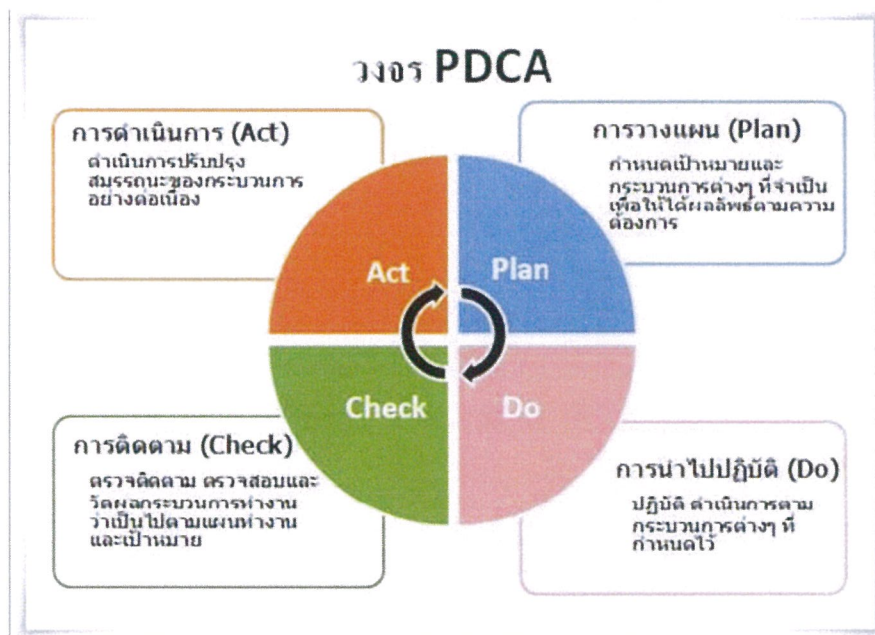 วงจร PDCA
การดำเนินการ (Act)
ดำเนินการปรับปรุง
สมรรถนะของกระบวนการ
อย่างต่อเนื่อง
การวางแผน (Plan)
กำหนดเป้าหมายและ
กระบวนการต่างๆ ที่จำเป็น
เพื่อให้ได้ผลลัพธ์ตามความ
ต้องการ
Act
Plan
Check
Do
การติดตาม (Check)
ตรวจติดตาม ตรวจสอบและ
วัดผลกระบวนการทำงาน
ว่าเป็นไปตามแผนทำงาน
และเป้าหมาย
การนำไปปฏิบัติ (Do)
ปฏิบัติ ดำเนินการตาม
กระบวนการต่างๆ ที่
กำหนดไว้